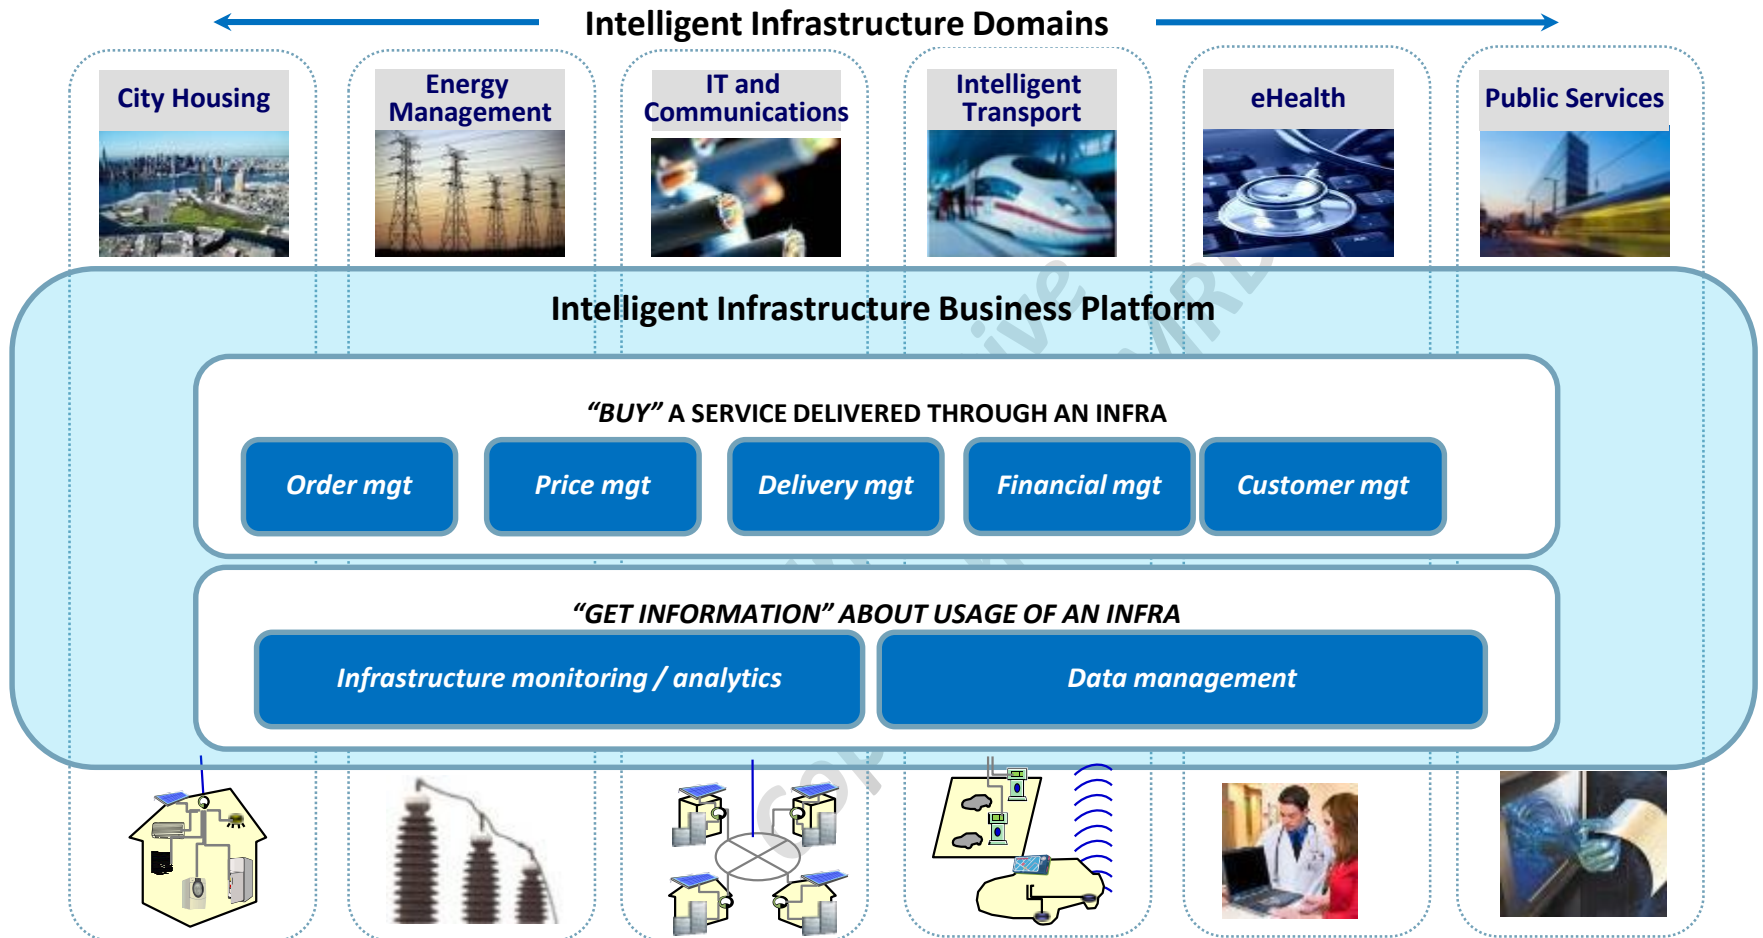 Intelligent Infrastructure Domains
City Housing
Energy
Management
IT and
Communications
Intelligent
Transport
eHealth
Public Services
Intelligent Infrastructure Business Platform
“BUY” A SERVICE DELIVERED THROUGH AN INFRA
Order mgt
Price mgt
Delivery mgt
Financial mgt
Customer mgt
“GET INFORMATION” ABOUT USAGE OF AN INFRA
Infrastructure monitoring / analytics
Data management